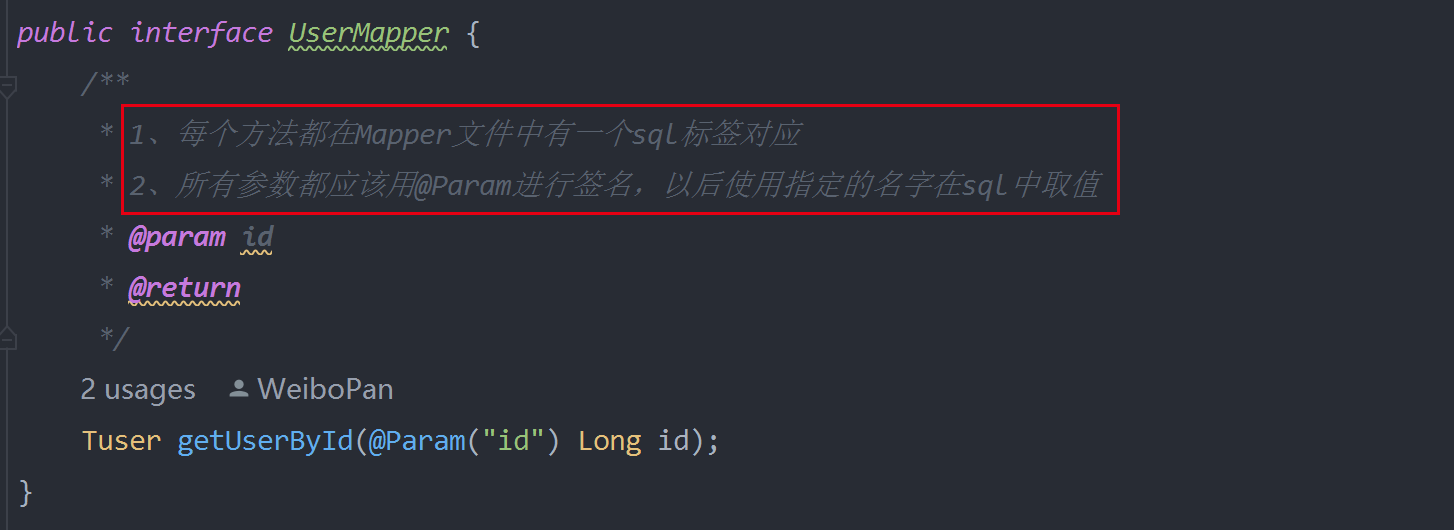 public interface UserMapper {
/**
* 1、每个方法都在Mapper文件中有一个sql标签对应
* 2、所有参数都应该用@Param进行签名，以后使用指定的名字在sql中取值
* @param id
* @return
*/
2 usages WeiboPan
Tuser getUserById(@Param("id") Long id);
}